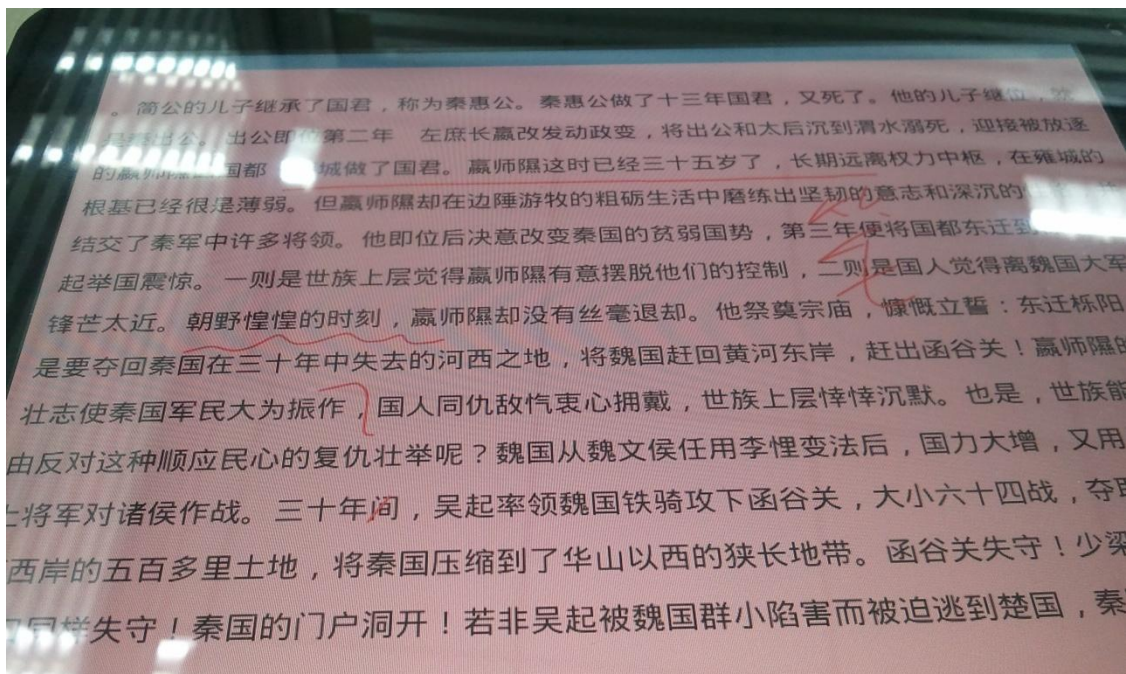 。简公的儿子继承了国君，称为秦惠公。秦惠公做了十三年国君，又死了。他的儿子继位，
出公。出公即位第二年 左庶长嬴改发动政变，将出公和太后沉到渭水溺死，迎接被放逐
的嬴师隰 国都 城做了国君。嬴师隰这时已经三十五岁了，长期远离权力中枢，在雍城的
根基已经很是薄弱。但嬴师隰却在边陲游牧的粗砺生活中磨练出坚韧的意志和深沉的
结交了秦军中许多将领。他即位后决意改变秦国的贫弱国势，第三年便将国都东迁到
起举国震惊。一则是世族上层觉得嬴师隰有意摆脱他们的控制，二则是国人觉得离魏国大军
锋芒太近。朝野惶惶的时刻，嬴师隰却没有丝毫退却。他祭奠宗庙，慷慨立誓：东迁栎阳
是要夺回秦国在三十年中失去的河西之地，将魏国赶回黄河东岸，赶出函谷关！嬴师隰的
壮志使秦国军民大为振作，国人同仇敌忾衷心拥戴，世族上层悻悻沉默。也是，世族能
由反对这种顺应民心的复仇壮举呢？魏国从魏文侯任用李悝变法后，国力大增，又用
上将军对诸侯作战。三十年间，吴起率领魏国铁骑攻下函谷关，大小六十四战，夺取
西岸的五百多里土地，将秦国压缩到了华山以西的狭长地带。函谷关失守！少梁
同样失守！秦国的门户洞开！若非吴起被魏国群小陷害而被迫逃到楚国，秦